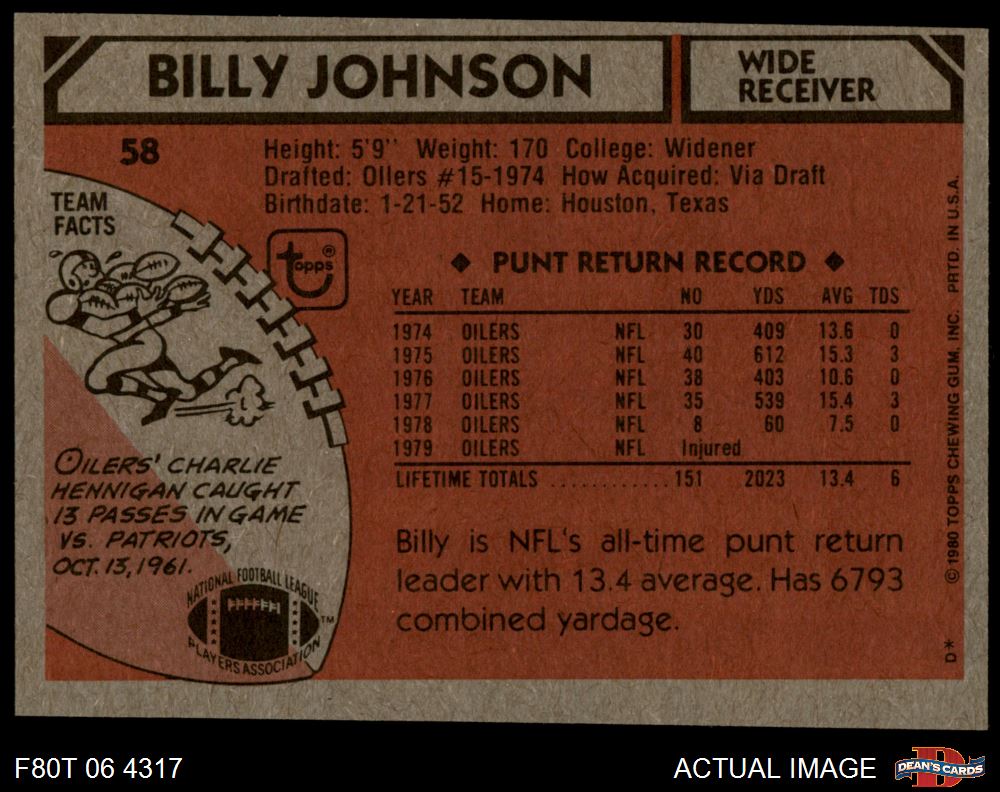 BILLY JOHNSON
WIDE
RECEIVER
58
Height: 5'9" Weight: 170 College: Widener
Drafted: Oilers #15-1974 How Acquired: Via Draft
Birthdate: 1-21-52 Home: Houston, Texas
TEAM
FACTS
topps®
◆ PUNT RETURN RECORD ◆
YEAR TEAM NO YDS AVG TDS
1974 OILERS NFL 30 409 13.6 0
1975 OILERS NFL 40 612 15.3 3
1976 OILERS NFL 38 403 10.6 0
1977 OILERS NFL 35 539 15.4 3
1978 OILERS NFL 8 60 7.5 0
1979 OILERS NFL Injured
LIFETIME TOTALS ............ 151 2023 13.4 6
OILERS' CHARLIE
HENNIGAN CAUGHT
13 PASSES IN GAME
VS. PATRIOTS,
OCT. 13, 1961.
NATIONAL FOOTBALL LEAGUE
PLAYERS ASSOCIATION
TM
Billy is NFL's all-time punt return
leader with 13.4 average. Has 6793
combined yardage.
D* © 1980 TOPPS CHEWING GUM, INC. PRTD. IN U.S.A.
F80T 06 4317
ACTUAL IMAGE
DEAN'S CARDS